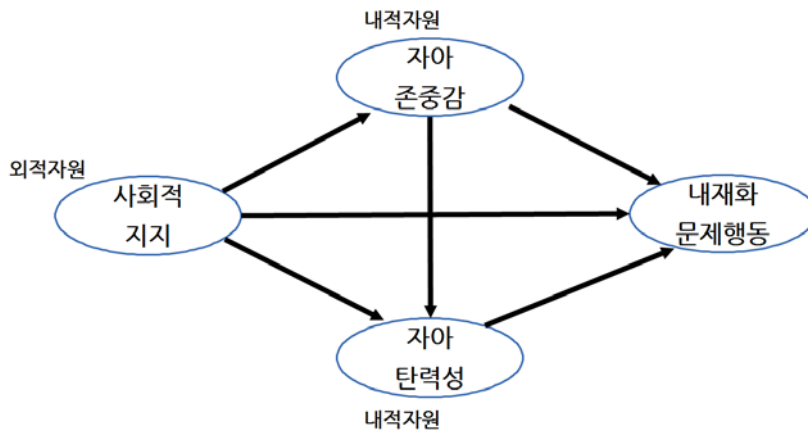 내적자원
자아
존중감
외적자원
사회적
지지
내재화
문제행동
자아
탄력성
내적자원